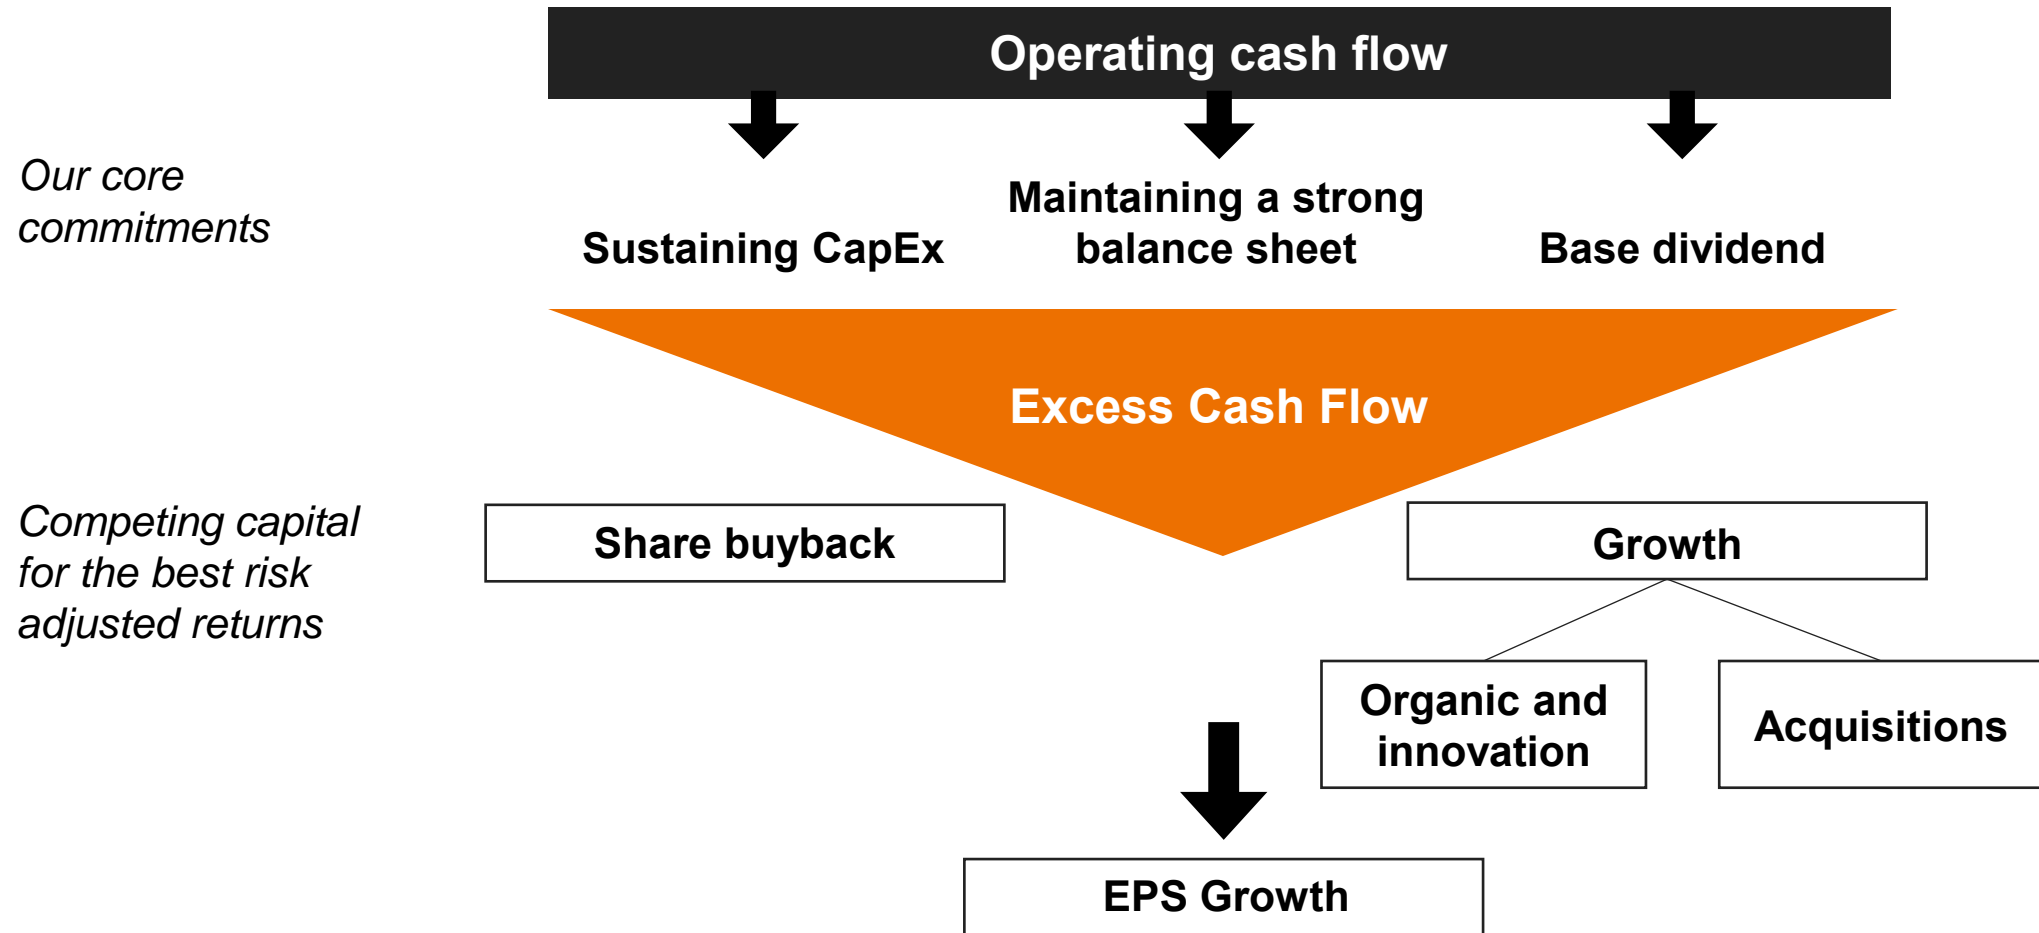 Operating cash flow
Our core
commitments
Sustaining CapEx
Maintaining a strong
balance sheet
Base dividend
Excess Cash Flow
Competing capital
for the best risk
adjusted returns
Share buyback
Growth
Organic and
innovation
Acquisitions
EPS Growth